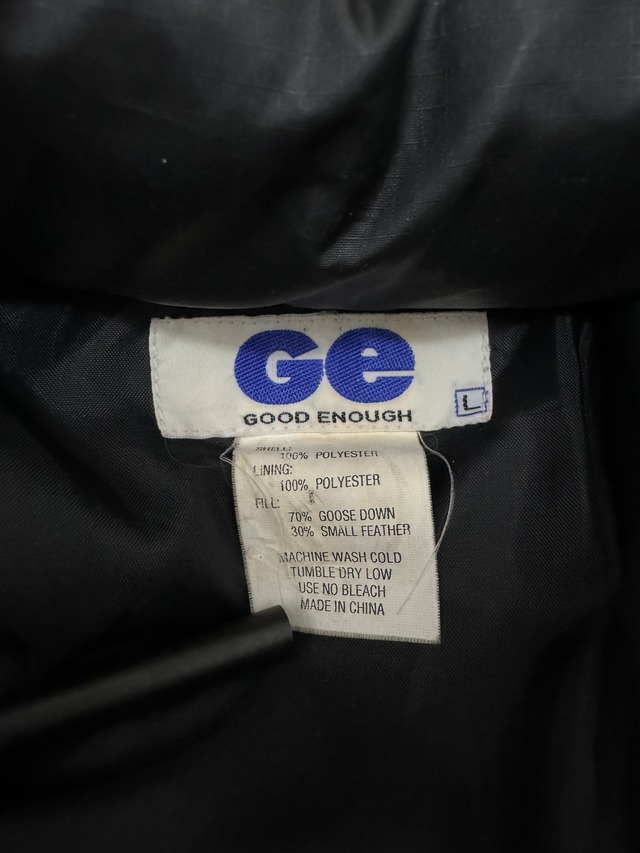 Ge
GOOD ENOUGH
L
SHELL:
100% POLYESTER
LINING:
100% POLYESTER
FILL:
70% GOOSE DOWN
30% SMALL FEATHER
MACHINE WASH COLD
TUMBLE DRY LOW
USE NO BLEACH
MADE IN CHINA